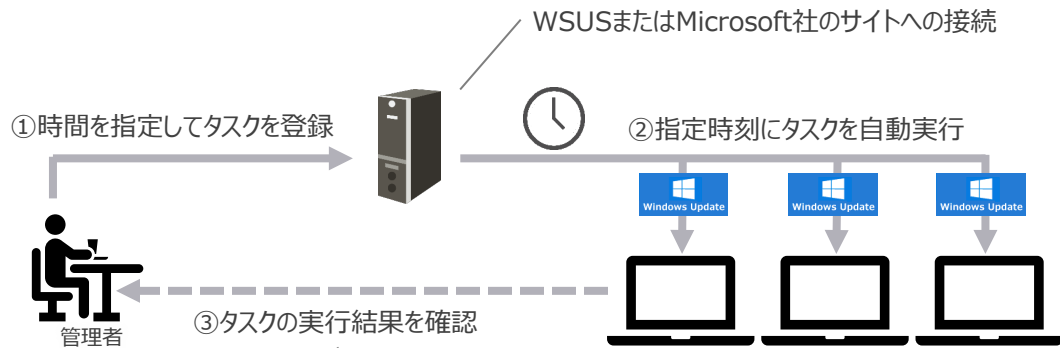 WSUSまたはMicrosoft社のサイトへの接続
①時間を指定してタスクを登録
②指定時刻にタスクを自動実行
Windows Update
Windows Update
Windows Update
③タスクの実行結果を確認
管理者